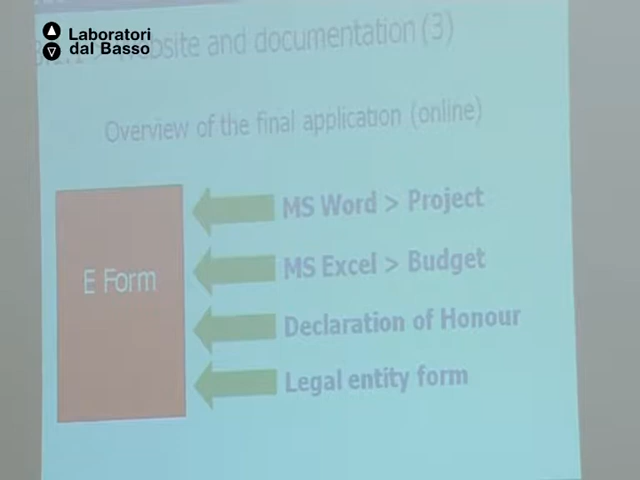 Laboratori
dal Basso
Website and documentation (3)
Overview of the final application (online)
MS Word > Project
E Form
MS Excel > Budget
Declaration of Honour
Legal entity form